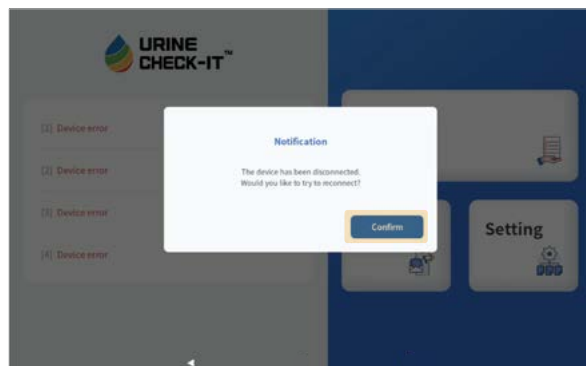 URINE
CHECK-IT™
[1] Device error
[2] Device error
[3] Device error
[4] Device error
Notification
The device has been disconnected.
Would you like to try to reconnect?
Confirm
Setting